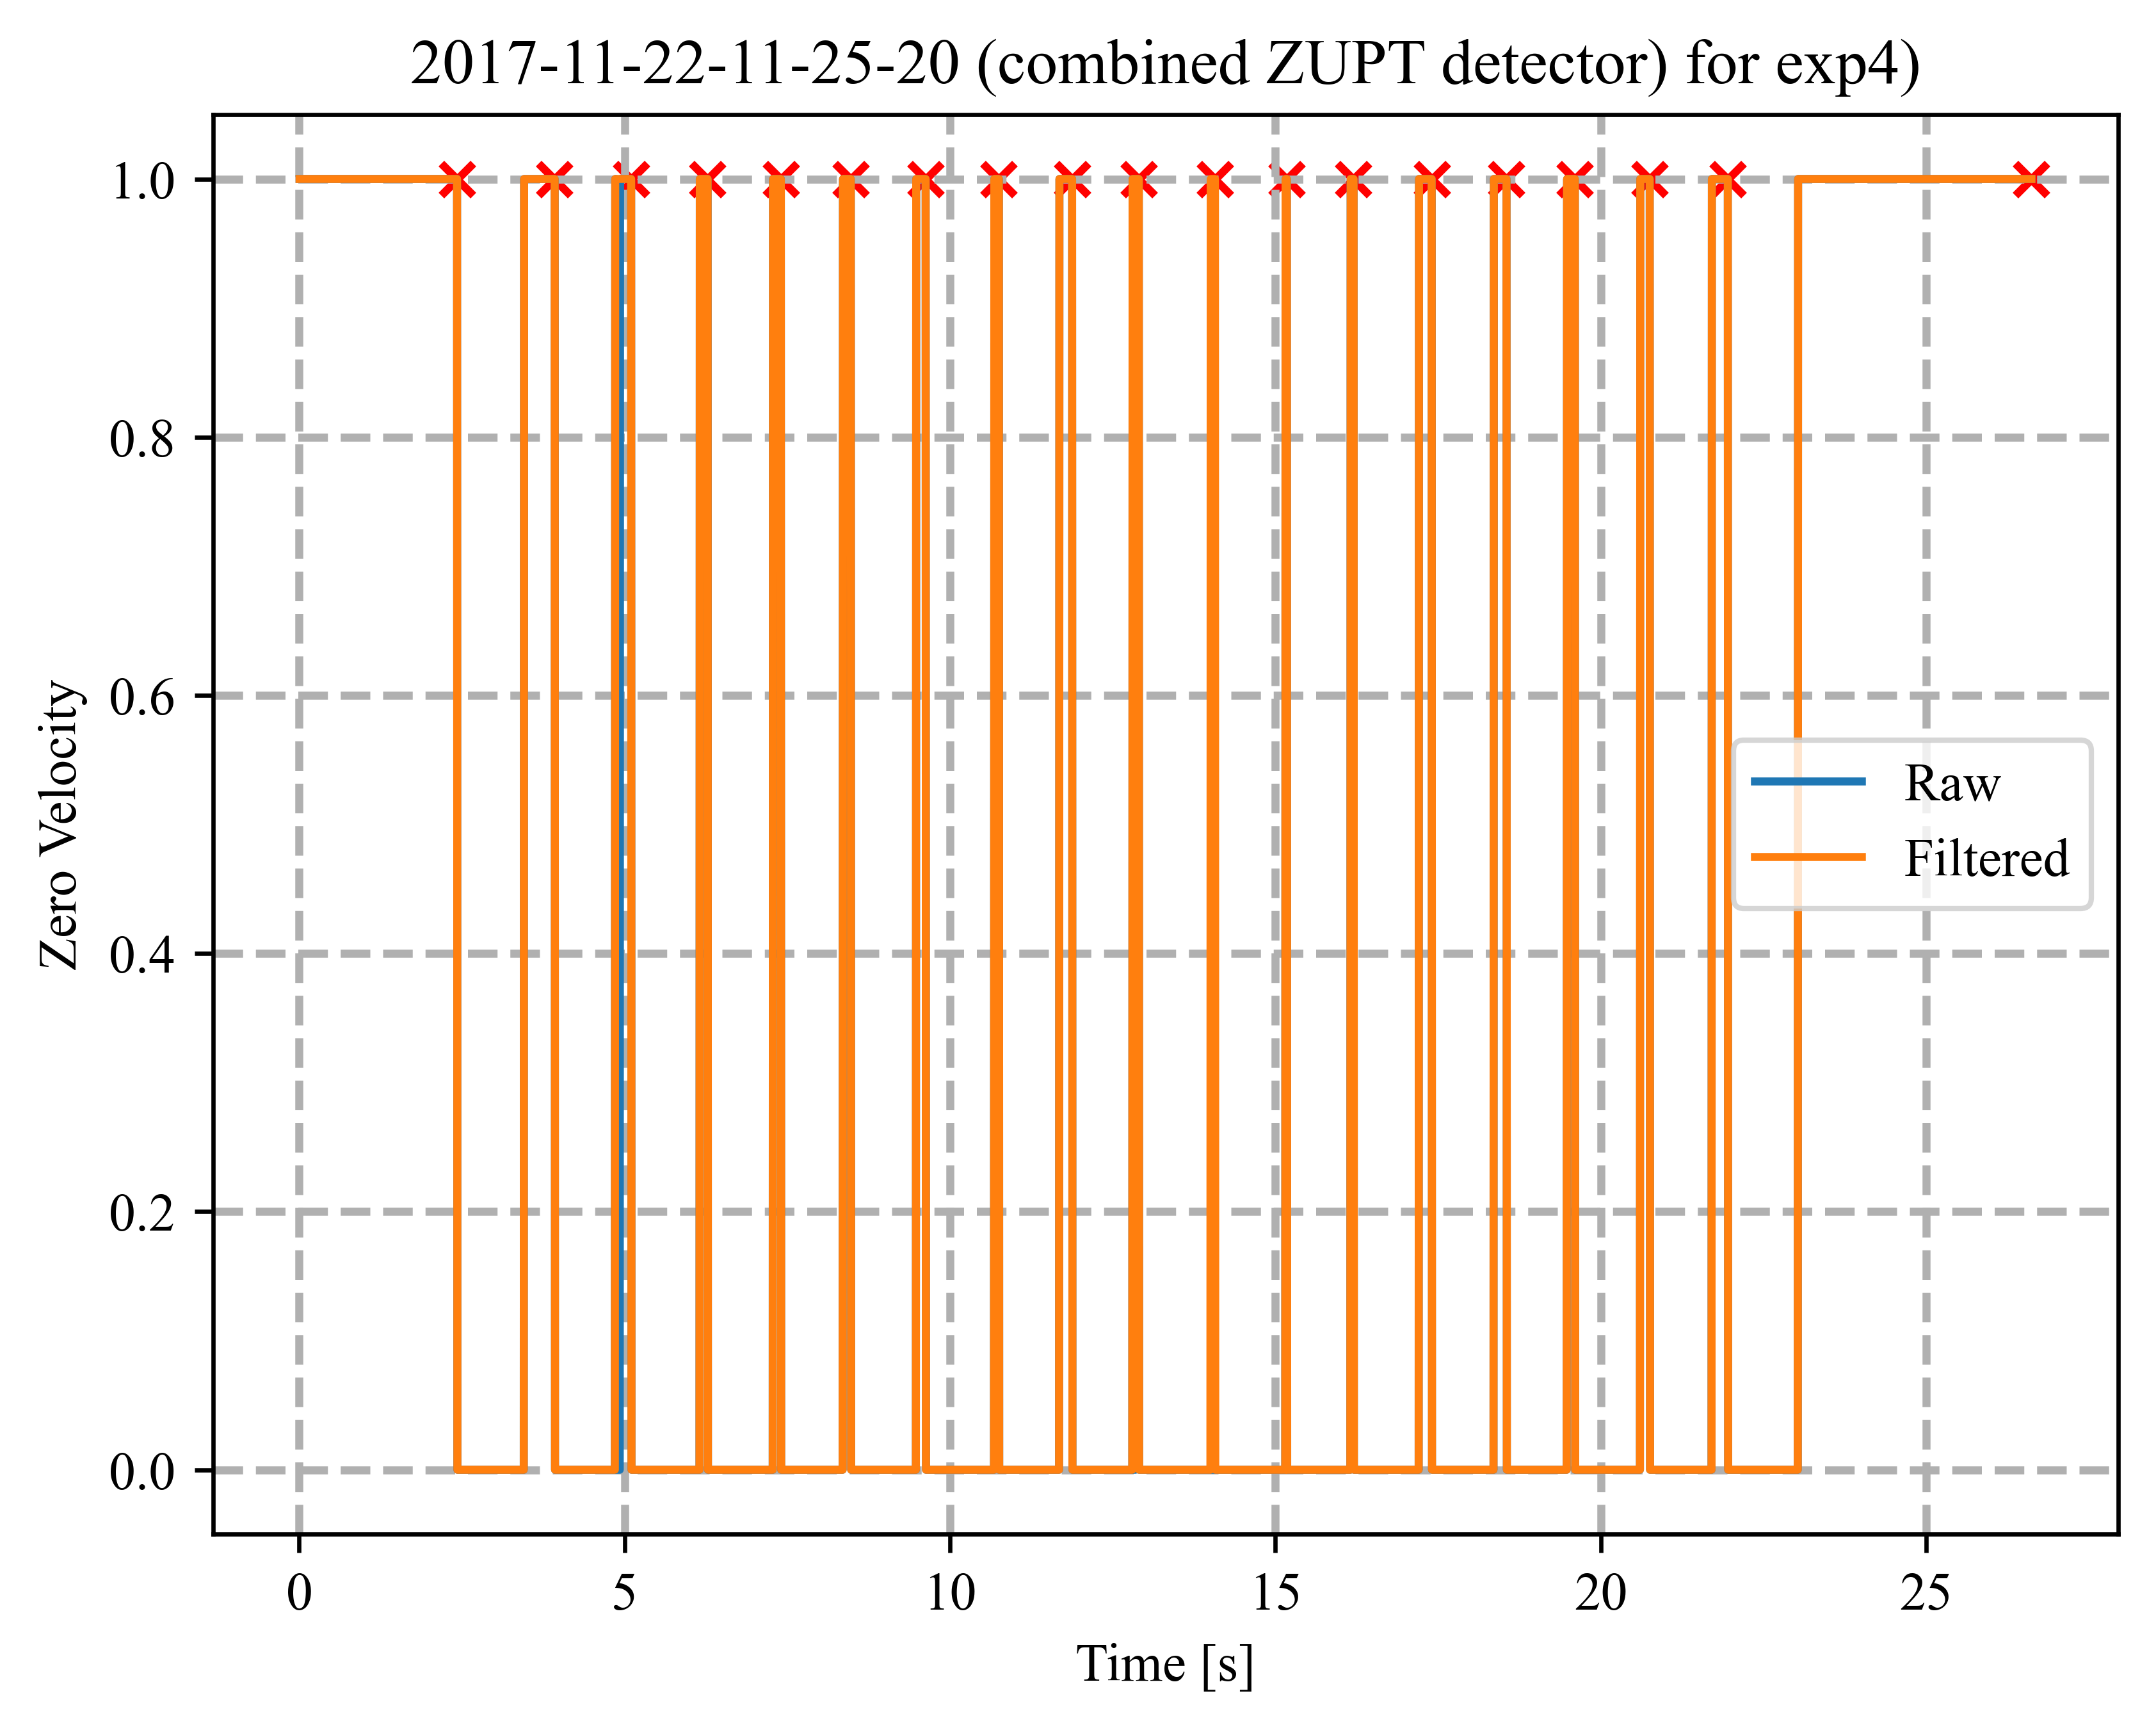 2017-11-22-11-25-20 (combined ZUPT detector) for exp4)
1.0
0.8
0.6
0.4
0.2
0.0
Zero Velocity
Raw
Filtered
0 5 10 15 20 25
Time [s]